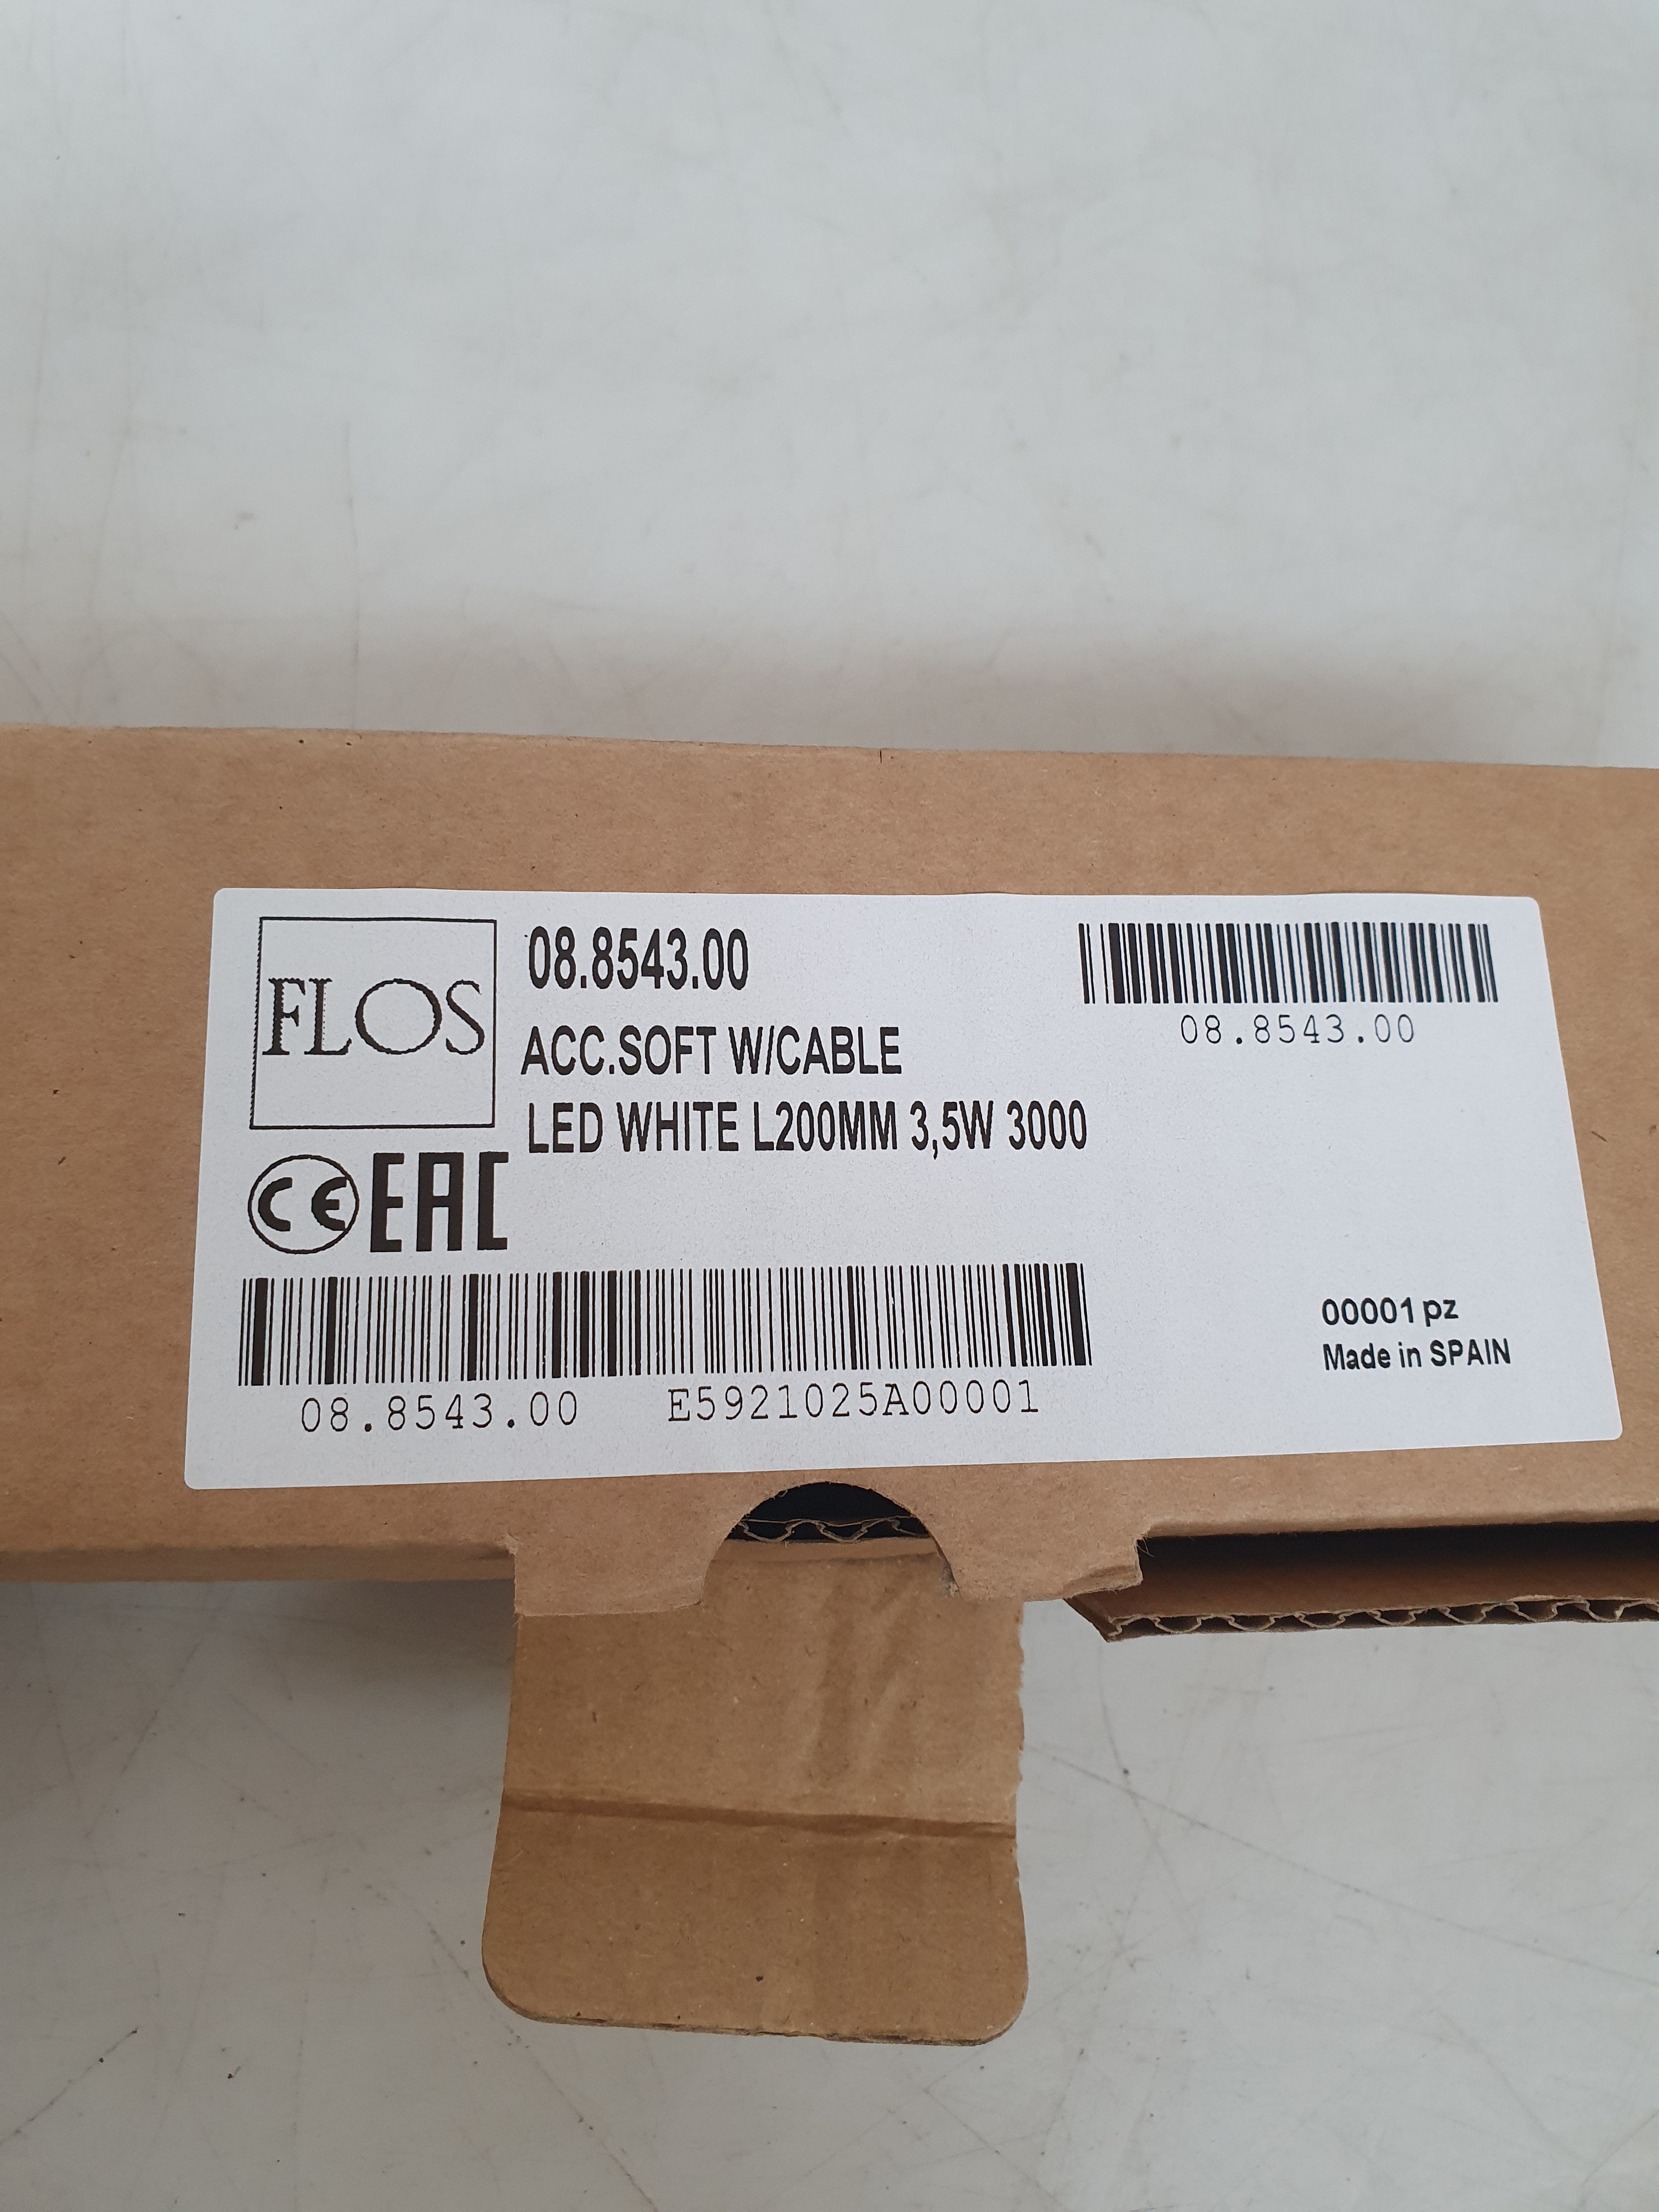 FLOS
08.8543.00
ACC.SOFT W/CABLE
LED WHITE L200MM 3,5W 3000
08.8543.00
CE EAC
08.8543.00 E5921025A00001
00001 pz
Made in SPAIN